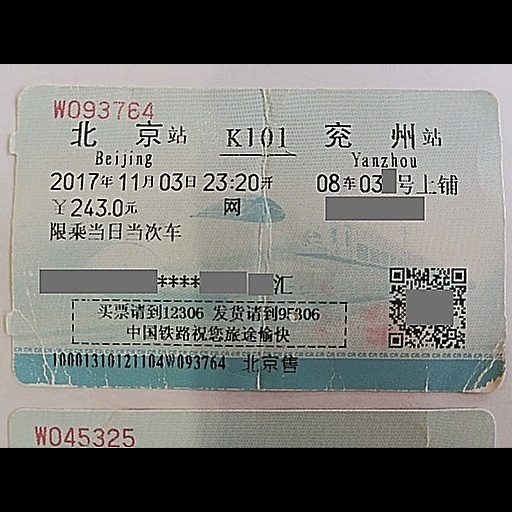 W093764
北京站 K101 兖州站
Beijing Yanzhou
2017年11月03日23:20开 08车03号上铺
￥243.0元 网
限乘当日当次车
****汇
买票请到12306 发货请到95306
中国铁路祝您旅途愉快
10001310121104W093764 北京售
W045325